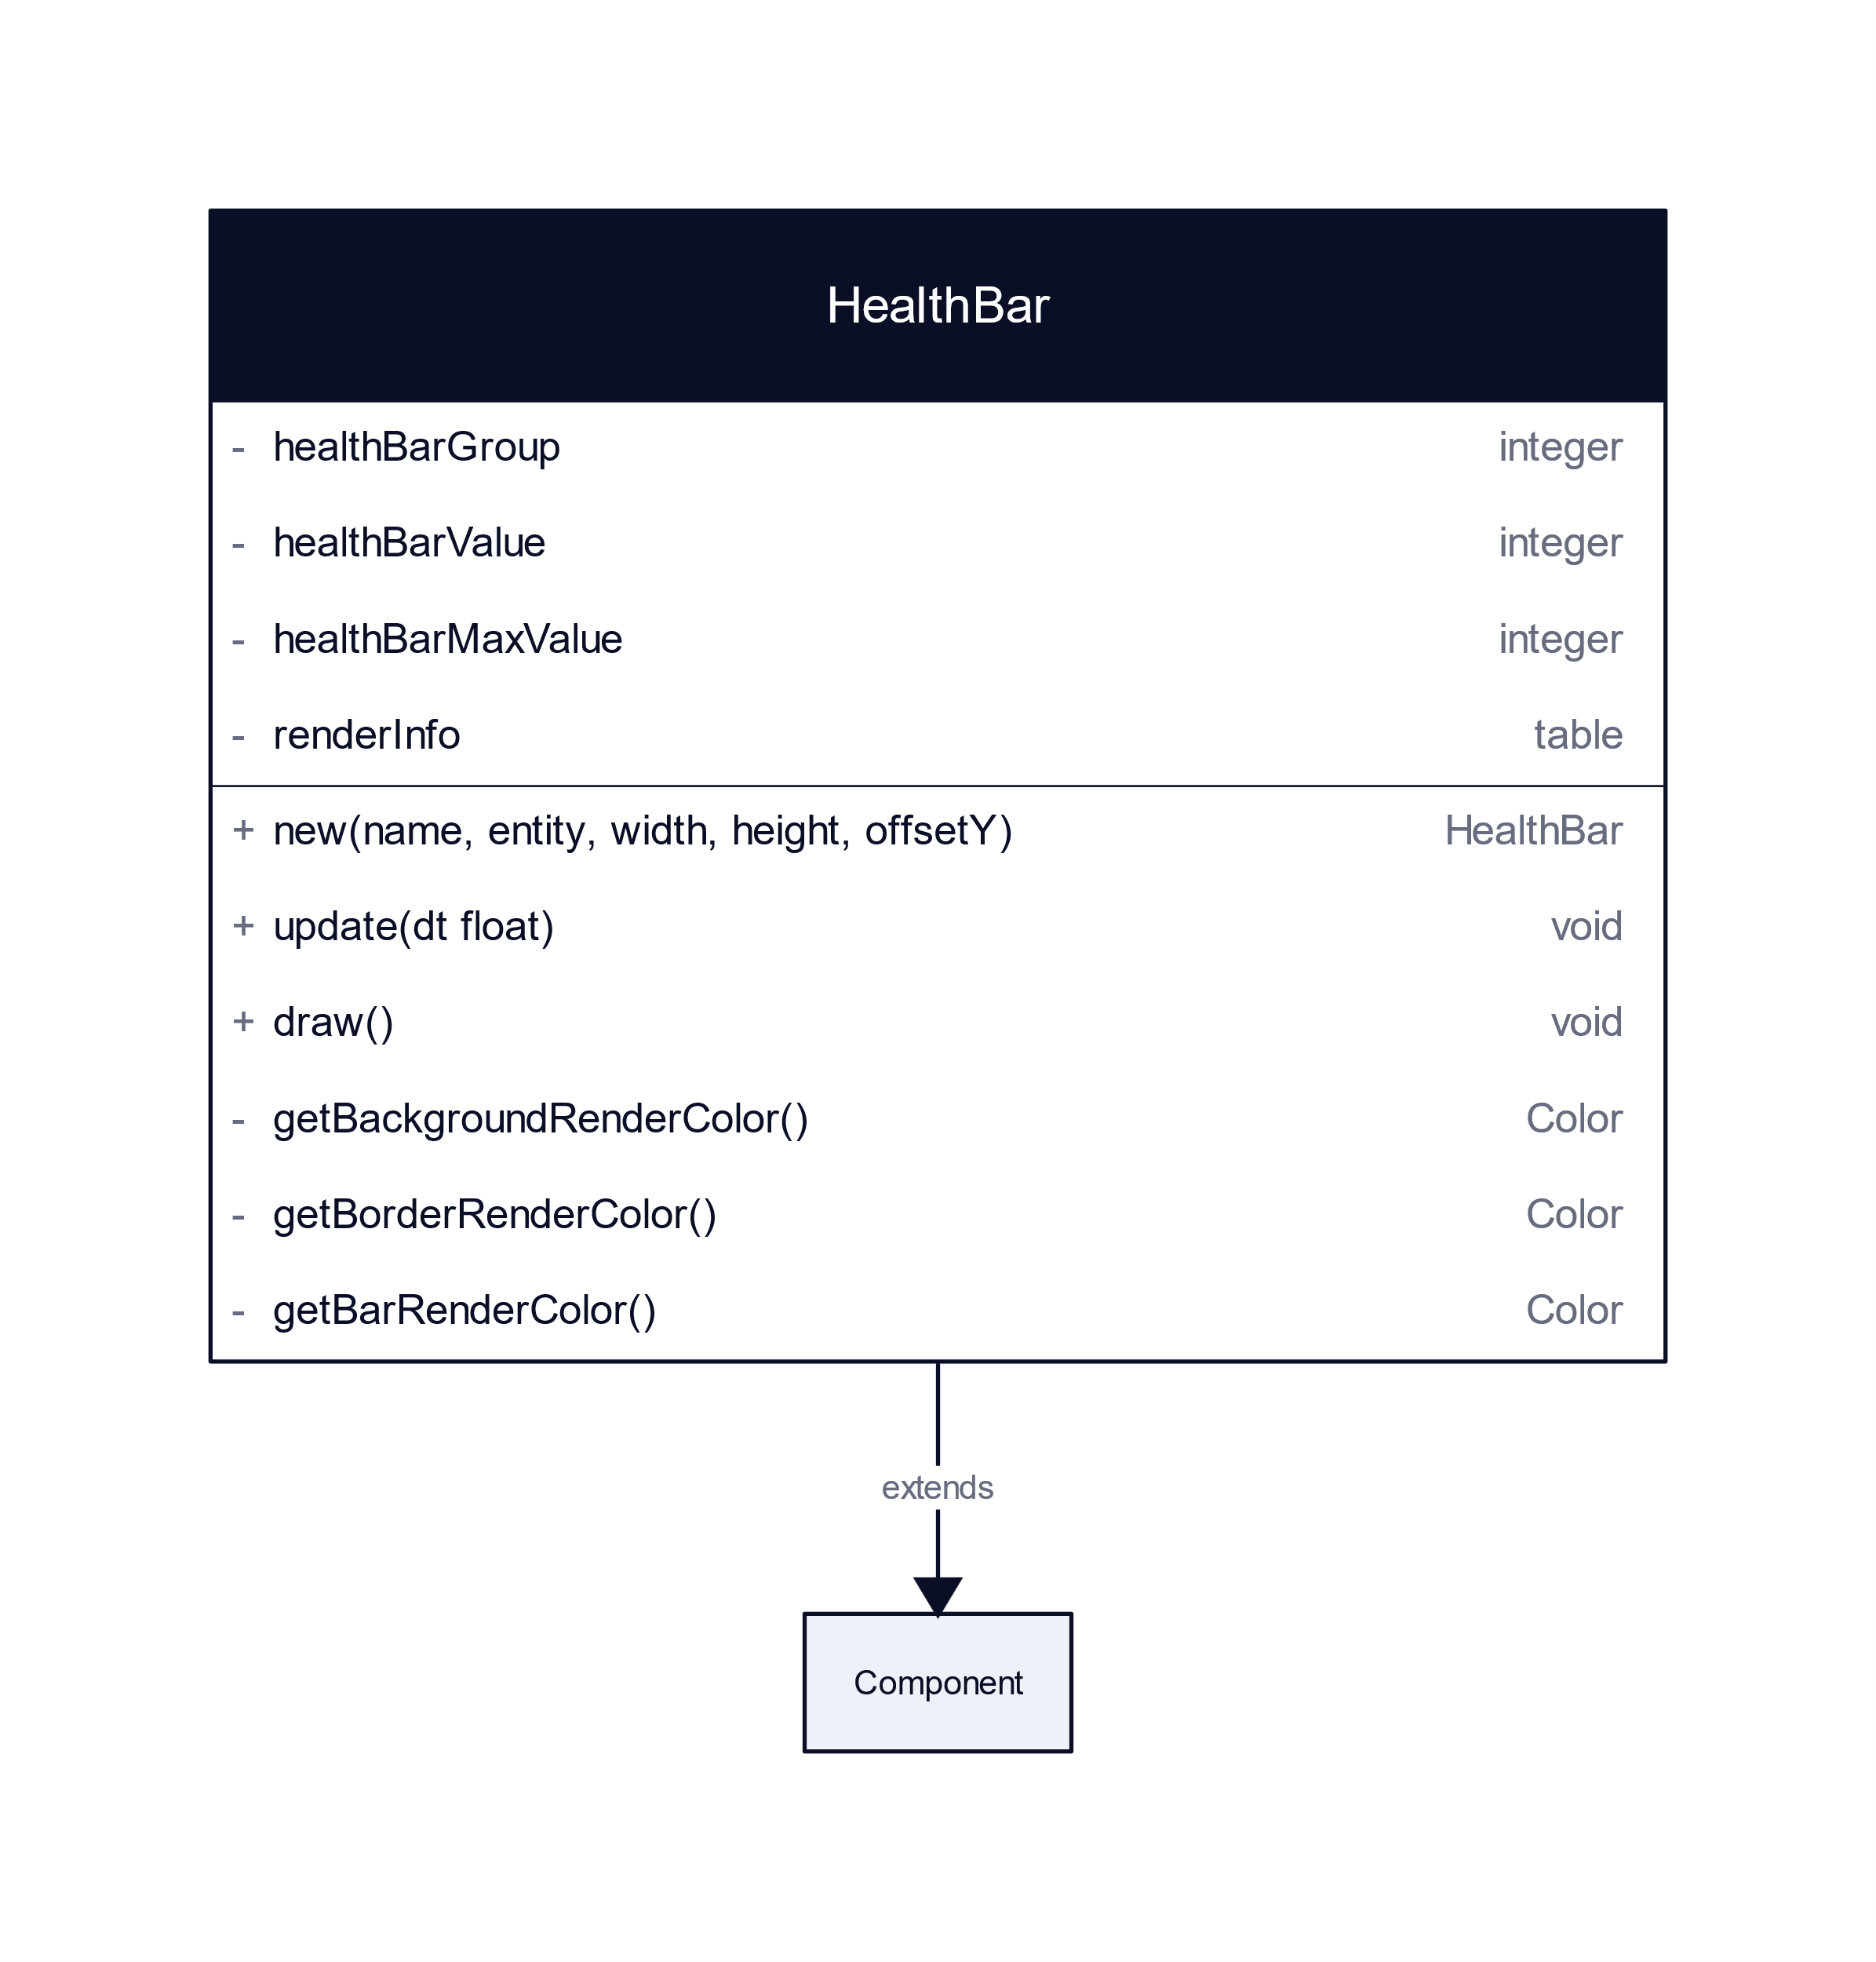 HealthBar
- healthBarGroup integer
- healthBarValue integer
- healthBarMaxValue integer
- renderInfo table
+ new(name, entity, width, height, offsetY) HealthBar
+ update(dt float) void
+ draw() void
- getBackgroundRenderColor() Color
- getBorderRenderColor() Color
- getBarRenderColor() Color
extends
Component